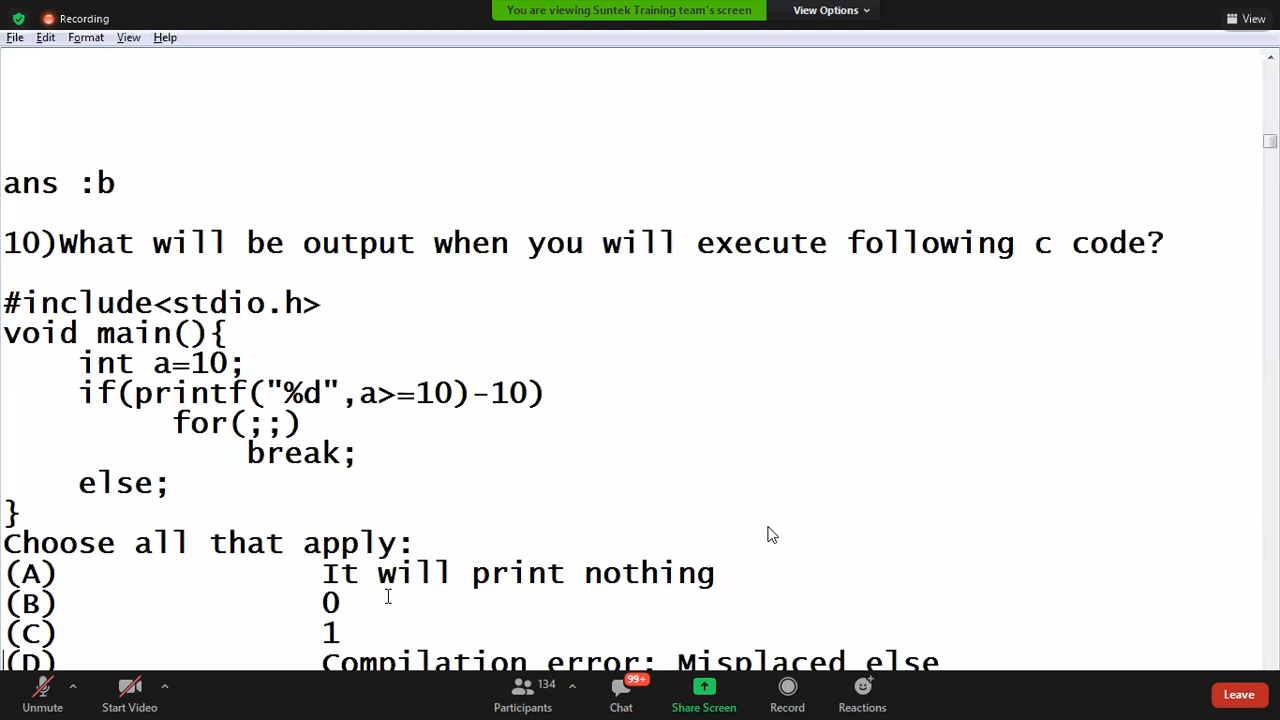 Recording
You are viewing Suntek Training team's screen
View Options
View
File Edit Format View Help
ans :b
10)What will be output when you will execute following c code?
#include<stdio.h>
void main(){
int a=10;
if(printf("%d",a>=10)-10)
for(;;)
break;
else;
}
Choose all that apply:
(A) It will print nothing
(B) 0
(C) 1
(D) Compilation error: Misplaced else
Unmute
Start Video
134
Participants
99+
Chat
Share Screen
Record
Reactions
Leave